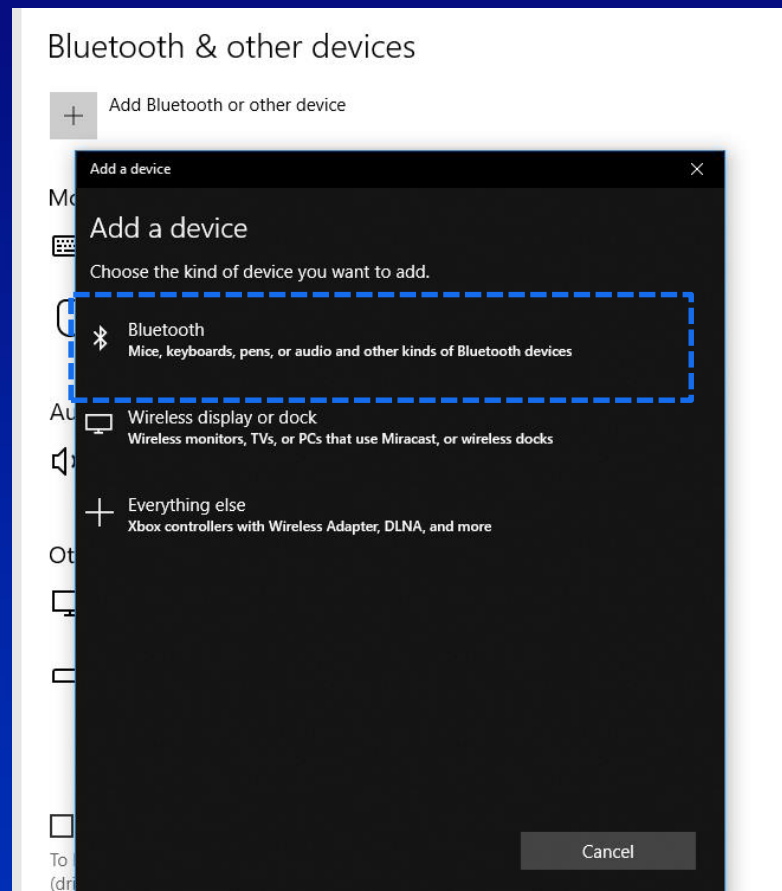 Bluetooth & other devices
Add Bluetooth or other device
Add a device
Add a device
Choose the kind of device you want to add.
Bluetooth
Mice, keyboards, pens, or audio and other kinds of Bluetooth devices
Wireless display or dock
Wireless monitors, TVs, or PCs that use Miracast, or wireless docks
Everything else
Xbox controllers with Wireless Adapter, DLNA, and more
Cancel
To